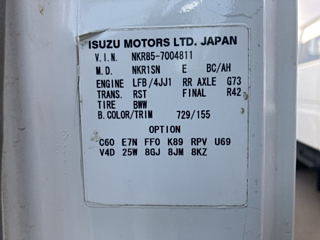 ISUZU MOTORS LTD. JAPAN
V.I.N. NKR85-7004811
M.D. NKR1SN E BC/AH
ENGINE LFB/4JJ1 RR AXLE G73
TRANS. RST FINAL R42
TIRE BWW
B.COLOR/TRIM 729/155
OPTION
C60 E7N FF0 K89 RPV U69
V4D 25W 8GJ 8JM 8KZ